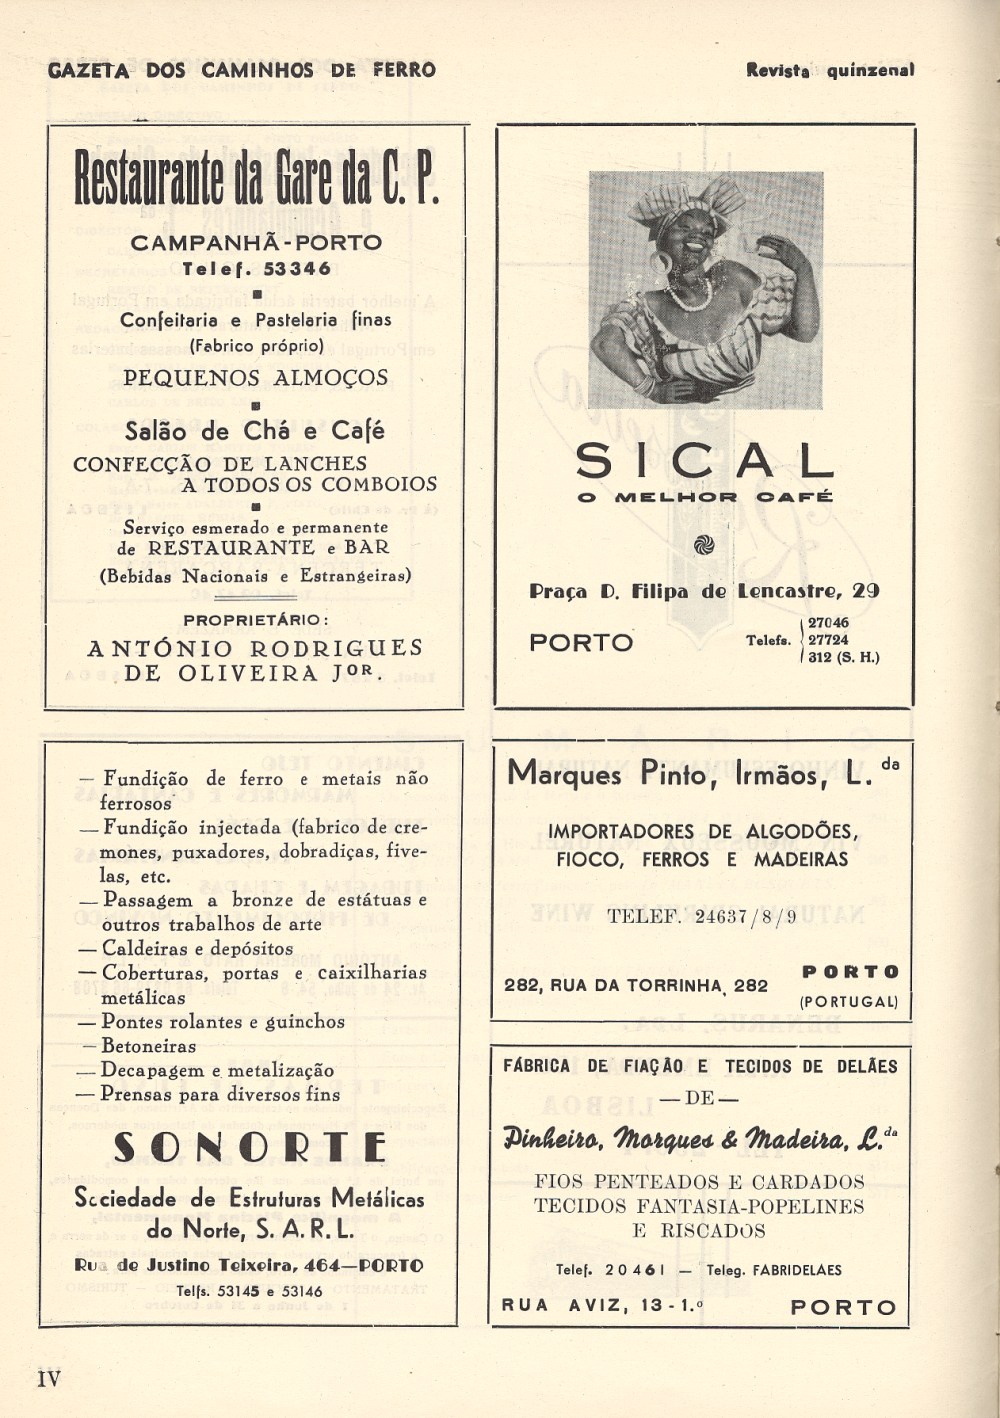 GAZETA DOS CAMINHOS DE FERRO
Revista quinzenal
Restaurante da Gare da C. P.
CAMPANHÃ-PORTO
Telef. 53346
Confeitaria e Pastelaria finas
(Fabrico próprio)
PEQUENOS ALMOÇOS
Salão de Chá e Café
CONFECÇÃO DE LANCHES
A TODOS OS COMBOIOS
Serviço esmerado e permanente
de RESTAURANTE e BAR
(Bebidas Nacionais e Estrangeiras)
PROPRIETÁRIO:
ANTÓNIO RODRIGUES
DE OLIVEIRA JOR.
SICAL
O MELHOR CAFÉ
Praça D. Filipa de Lencastre, 29
PORTO
Telefs.
27046
27724
312 (S. H.)
— Fundição de ferro e metais não
ferrosos
— Fundição injectada (fabrico de cre-
mones, puxadores, dobradiças, five-
las, etc.
— Passagem a bronze de estátuas e
outros trabalhos de arte
— Caldeiras e depósitos
— Coberturas, portas e caixilharias
metálicas
— Pontes rolantes e guinchos
— Betoneiras
— Decapagem e metalização
— Prensas para diversos fins
SONORTE
Sociedade de Estruturas Metálicas
do Norte, S. A. R. L.
Rua de Justino Teixeira, 464—PORTO
Telfs. 53145 e 53146
Marques Pinto, Irmãos, L.da
IMPORTADORES DE ALGODÕES,
FIOCO, FERROS E MADEIRAS
TELEF. 24637/8/9
282, RUA DA TORRINHA, 282
PORTO
(PORTUGAL)
FÁBRICA DE FIAÇÃO E TECIDOS DE DELÃES
— DE —
Pinheiro, Marques & Madeira, L.da
FIOS PENTEADOS E CARDADOS
TECIDOS FANTASIA-POPELINES
E RISCADOS
Telef. 20461 — Teleg. FABRIDELAES
RUA AVIZ, 13-1.º
PORTO
IV